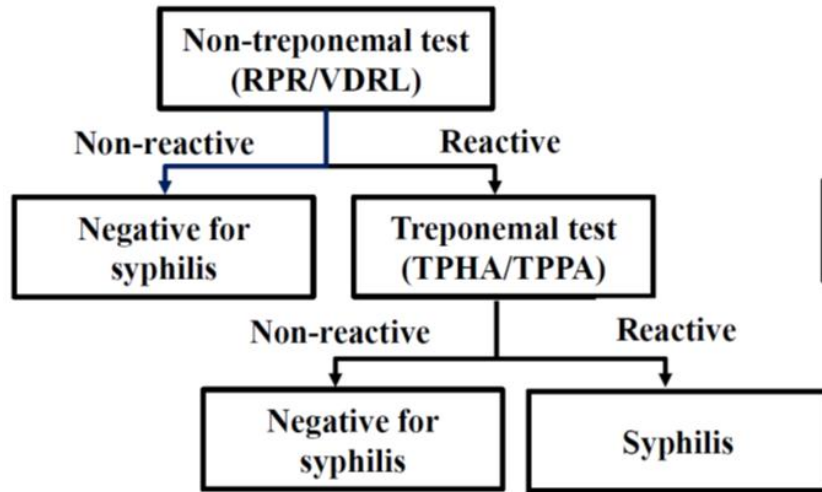 Non-treponemal test
(RPR/VDRL)
Non-reactive
Reactive
Negative for
syphilis
Treponemal test
(TPHA/TPPA)
Non-reactive
Reactive
Negative for
syphilis
Syphilis